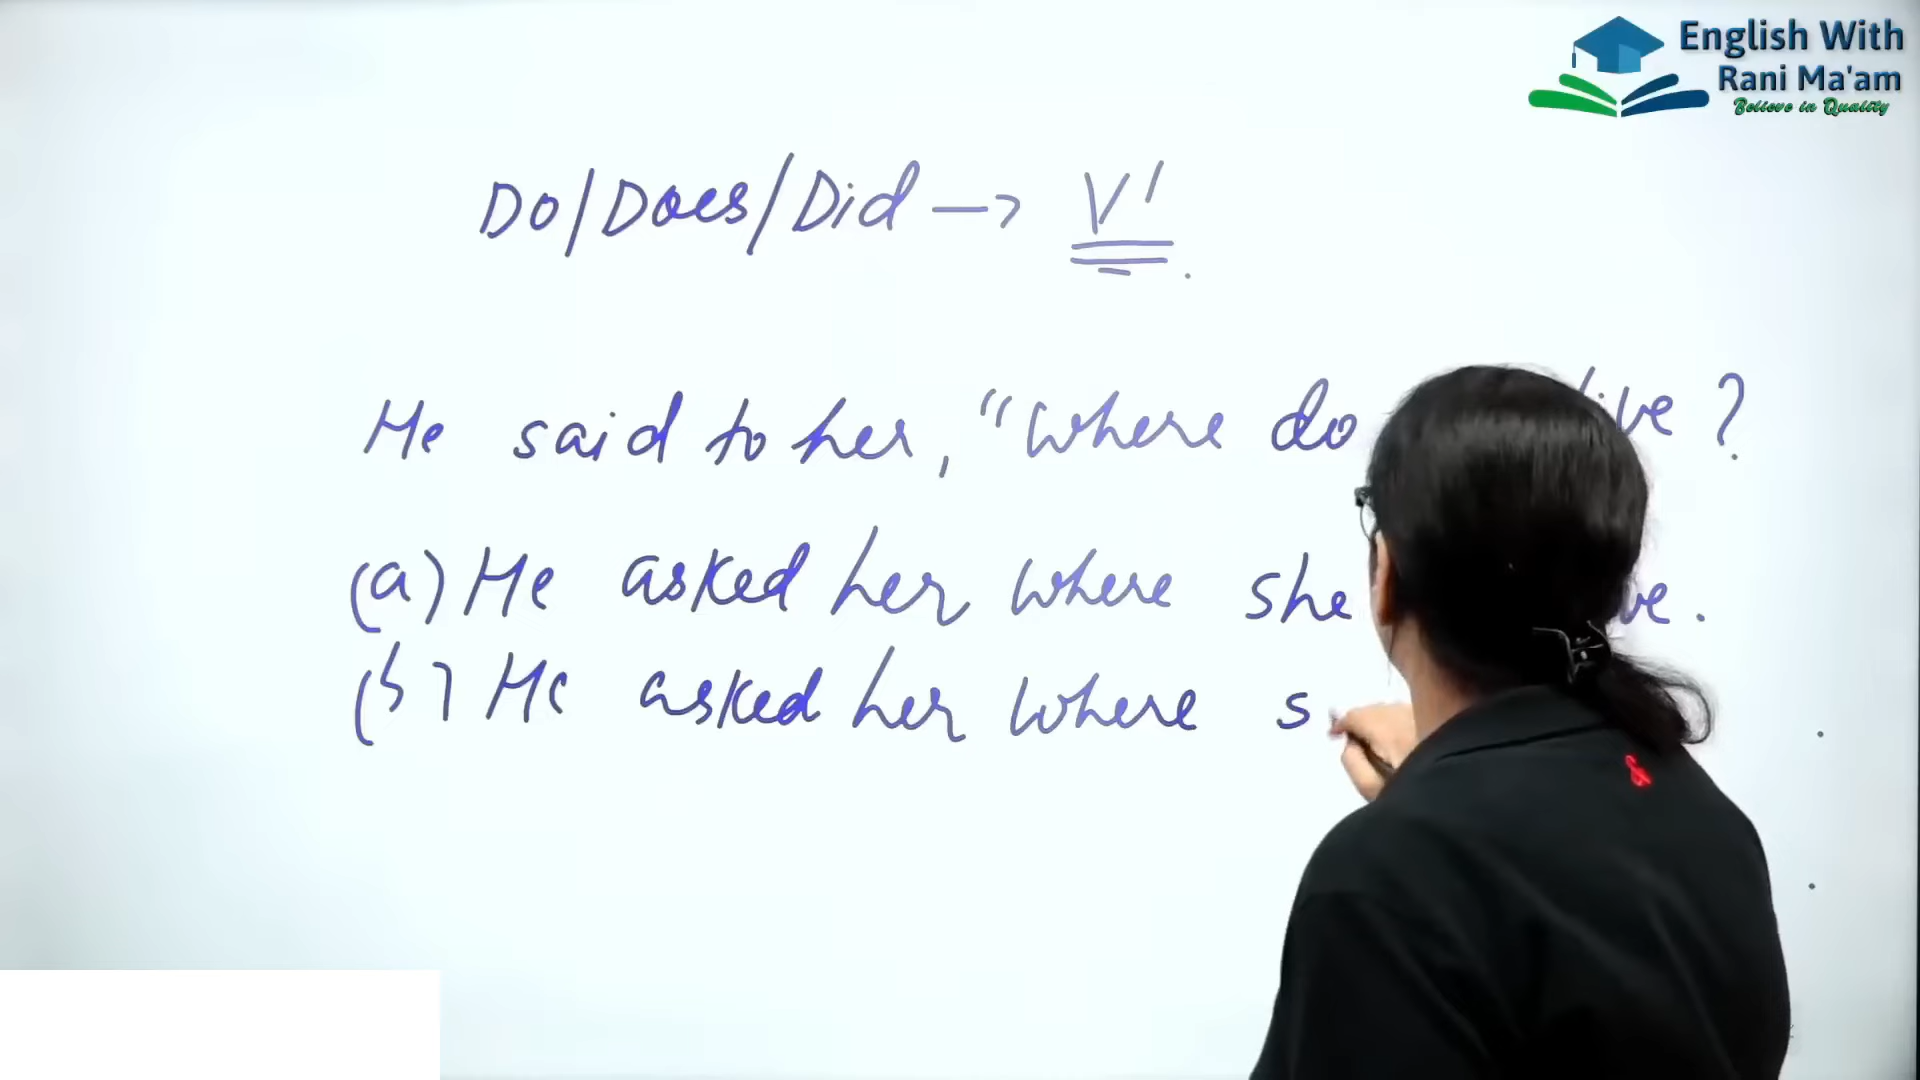 English With
Rani Ma'am
Believe in Quality
Do/Does/Did → V'
He said to her, "Where do ?
(a) He asked her where she
(b) He asked her where s